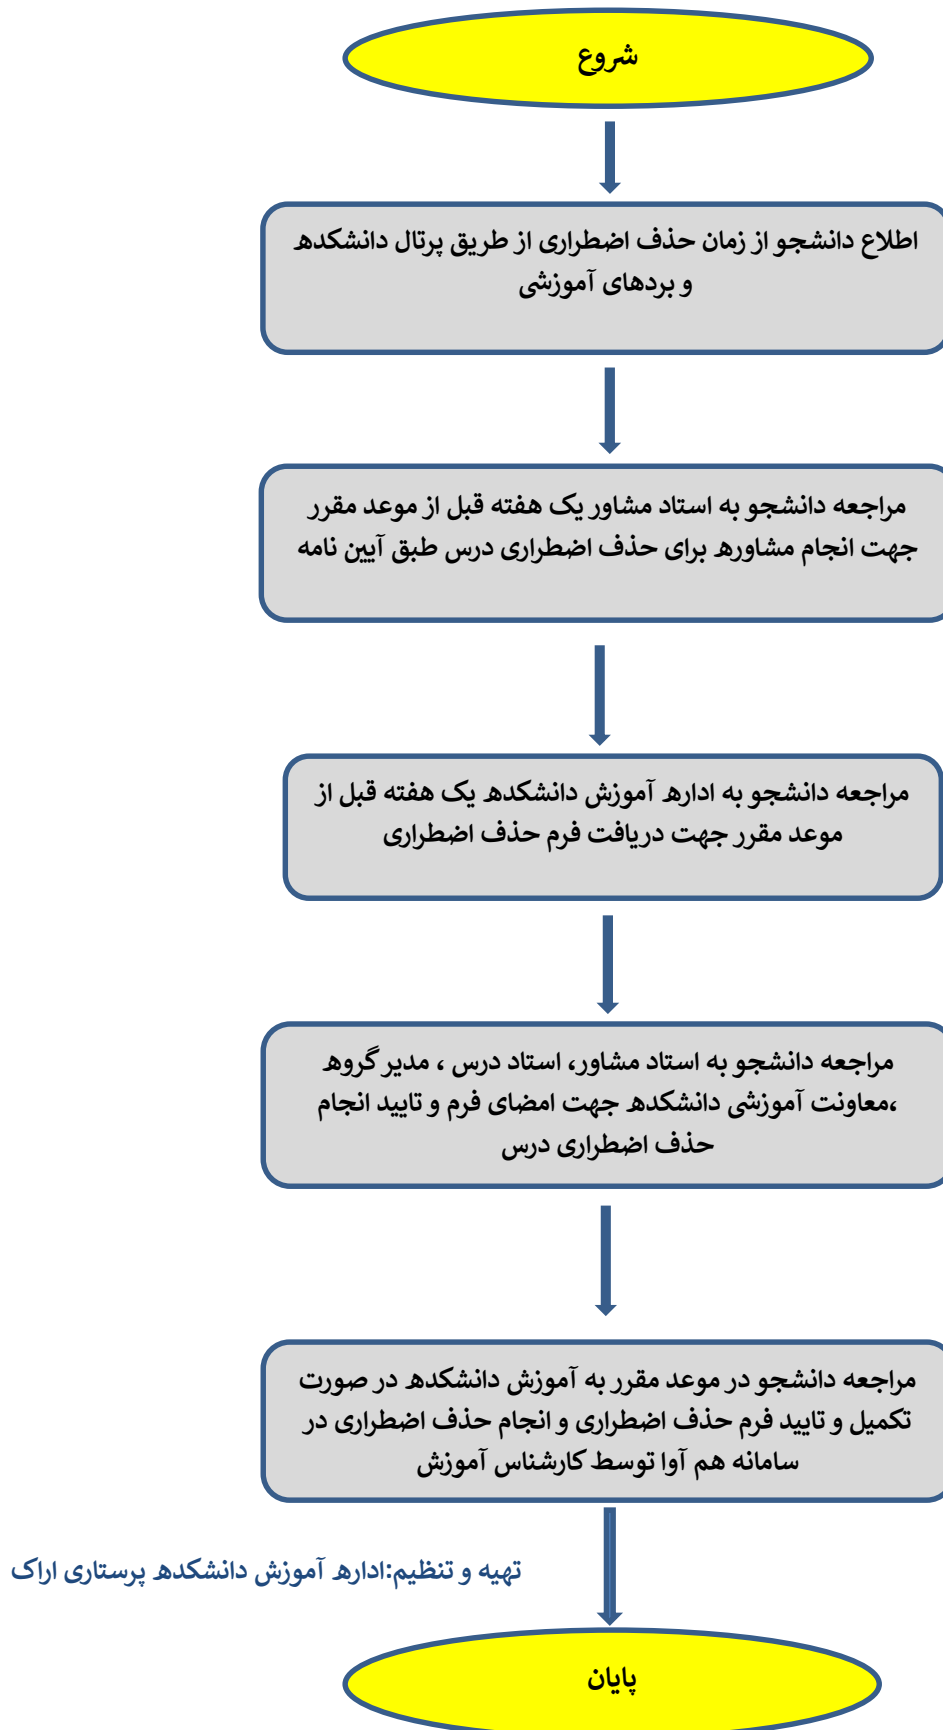 شروع
اطلاع دانشجو از زمان حذف اضطراری از طریق پرتال دانشکده
و بردهای آموزشی
مراجعه دانشجو به استاد مشاور یک هفته قبل از موعد مقرر
جهت انجام مشاوره برای حذف اضطراری درس طبق آیین نامه
مراجعه دانشجو به اداره آموزش دانشکده یک هفته قبل از
موعد مقرر جهت دریافت فرم حذف اضطراری
مراجعه دانشجو به استاد مشاور، استاد درس ، مدیر گروه
،معاونت آموزشی دانشکده جهت امضای فرم و تایید انجام
حذف اضطراری درس
مراجعه دانشجو در موعد مقرر به آموزش دانشکده در صورت
تکمیل و تایید فرم حذف اضطراری و انجام حذف اضطراری در
سامانه هم آوا توسط کارشناس آموزش
تهیه و تنظیم:اداره آموزش دانشکده پرستاری اراک
پایان